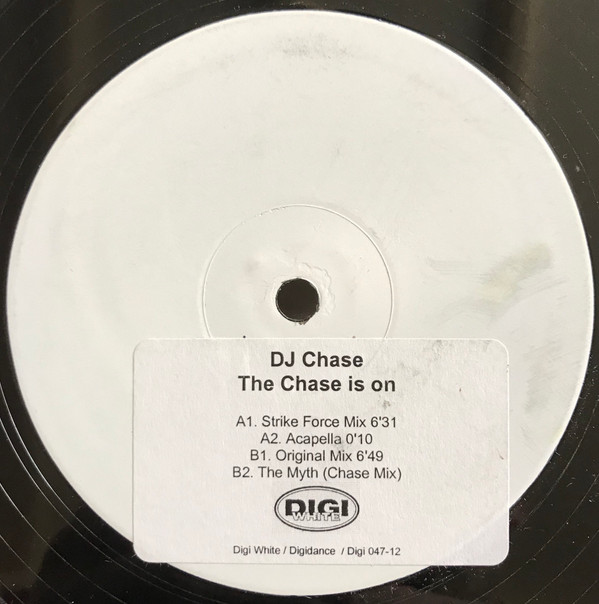 DJ Chase
The Chase is on
A1. Strike Force Mix 6'31
A2. Acapella 0'10
B1. Original Mix 6'49
B2. The Myth (Chase Mix)
DIGI
WHITE
Digi White / Digidance / Digi 047-12